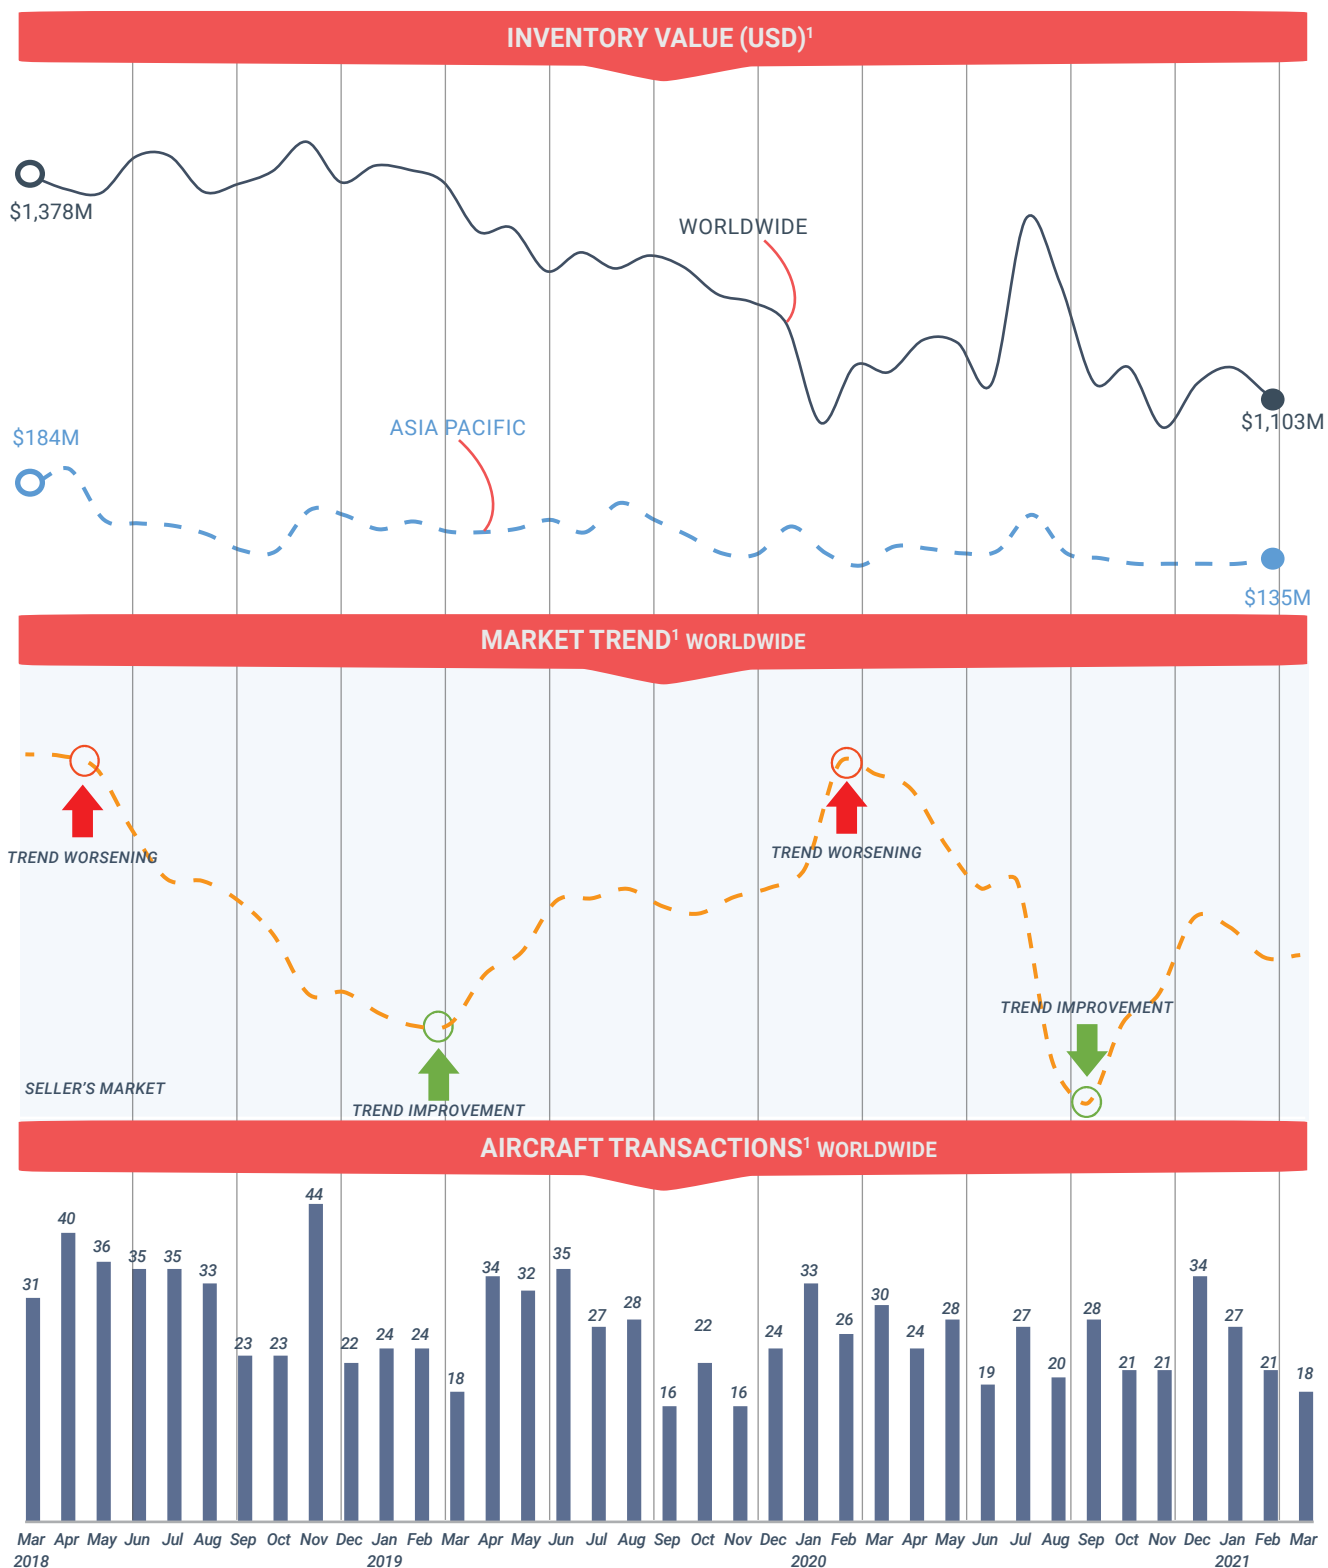 INVENTORY VALUE (USD)¹
$1,378M
WORLDWIDE
$1,103M
$184M
ASIA PACIFIC
$135M
MARKET TREND¹ WORLDWIDE
TREND WORSENING
TREND WORSENING
TREND IMPROVEMENT
SELLER'S MARKET
TREND IMPROVEMENT
AIRCRAFT TRANSACTIONS¹ WORLDWIDE
31 40 36 35 35 33 23 23 44 22 24 24 18 34 32 35 27 28 16 22 16 24 33 26 30 24 28 19 27 20 28 21 21 34 27 21 18
Mar Apr May Jun Jul Aug Sep Oct Nov Dec Jan Feb Mar Apr May Jun Jul Aug Sep Oct Nov Dec Jan Feb Mar Apr May Jun Jul Aug Sep Oct Nov Dec Jan Feb Mar
2018 2019 2020 2021